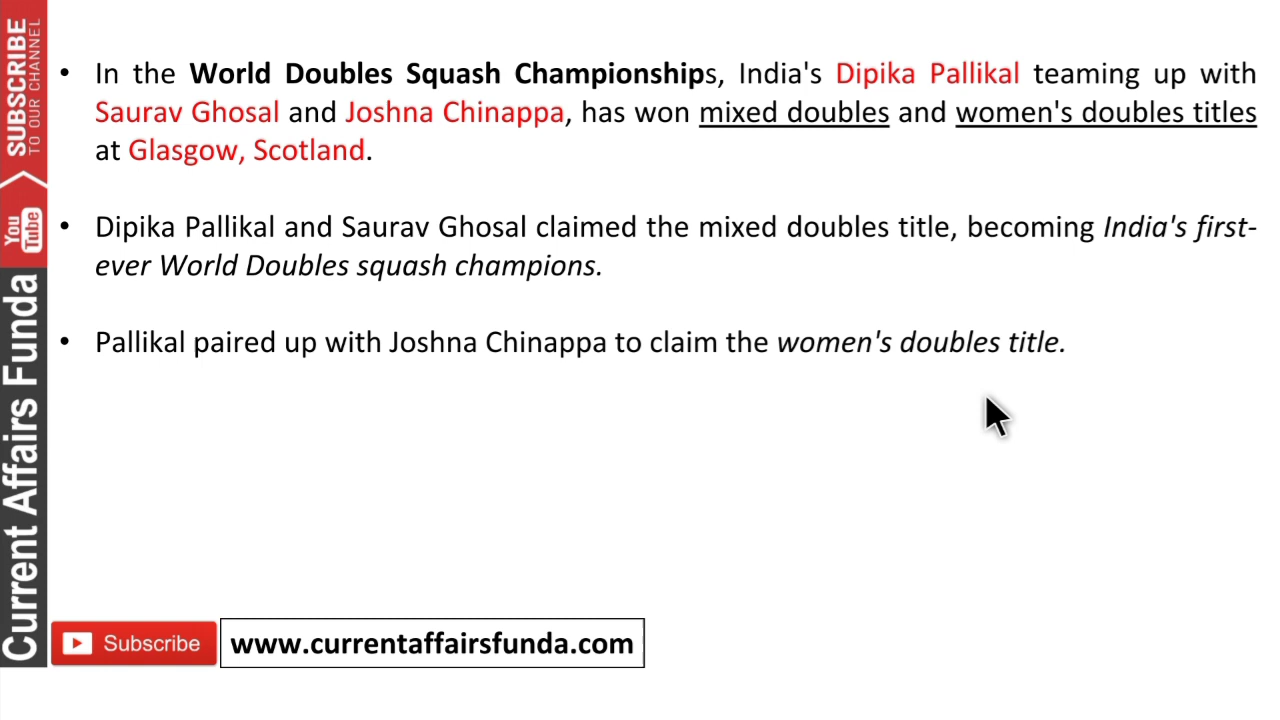 SUBSCRIBE
TO OUR CHANNEL
You
Tube
Current Affairs Funda
• In the World Doubles Squash Championships, India's Dipika Pallikal teaming up with
Saurav Ghosal and Joshna Chinappa, has won mixed doubles and women's doubles titles
at Glasgow, Scotland.
• Dipika Pallikal and Saurav Ghosal claimed the mixed doubles title, becoming India's first-
ever World Doubles squash champions.
• Pallikal paired up with Joshna Chinappa to claim the women's doubles title.
Subscribe
www.currentaffairsfunda.com